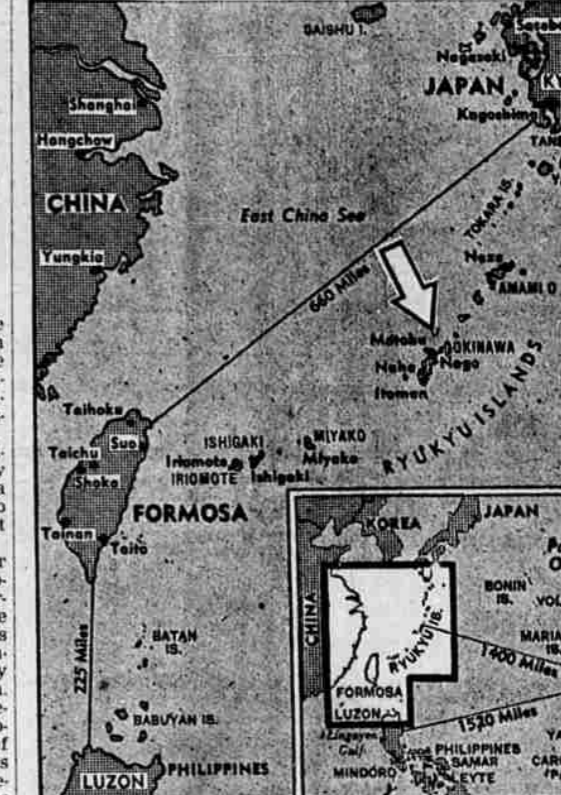 SAISHU I.
Nagasaki
JAPAN
Kagoshima
Shanghai
Hangchow
CHINA
East China Sea
TOKARA IS.
Yungkia
Naze
660 Miles
Motobu
OKINAWA
Naha
Nago
Itoman
RYUKYU ISLANDS
Taihoku
Suo
ISHIGAKI
MIYAKO
Taichu
Iriomote
Miyako
Shoka
IRIOMOTE
Ishigaki
FORMOSA
Tainan
Taito
225 Miles
BATAN
IS.
BABUYAN IS.
LUZON
PHILIPPINES
KOREA
JAPAN
CHINA
BONIN
IS.
RYUKYU IS.
1400 Miles
FORMOSA
LUZON
1520 Miles
Lingayen
Gulf
PHILIPPINES
SAMAR
MINDORO
LEYTE